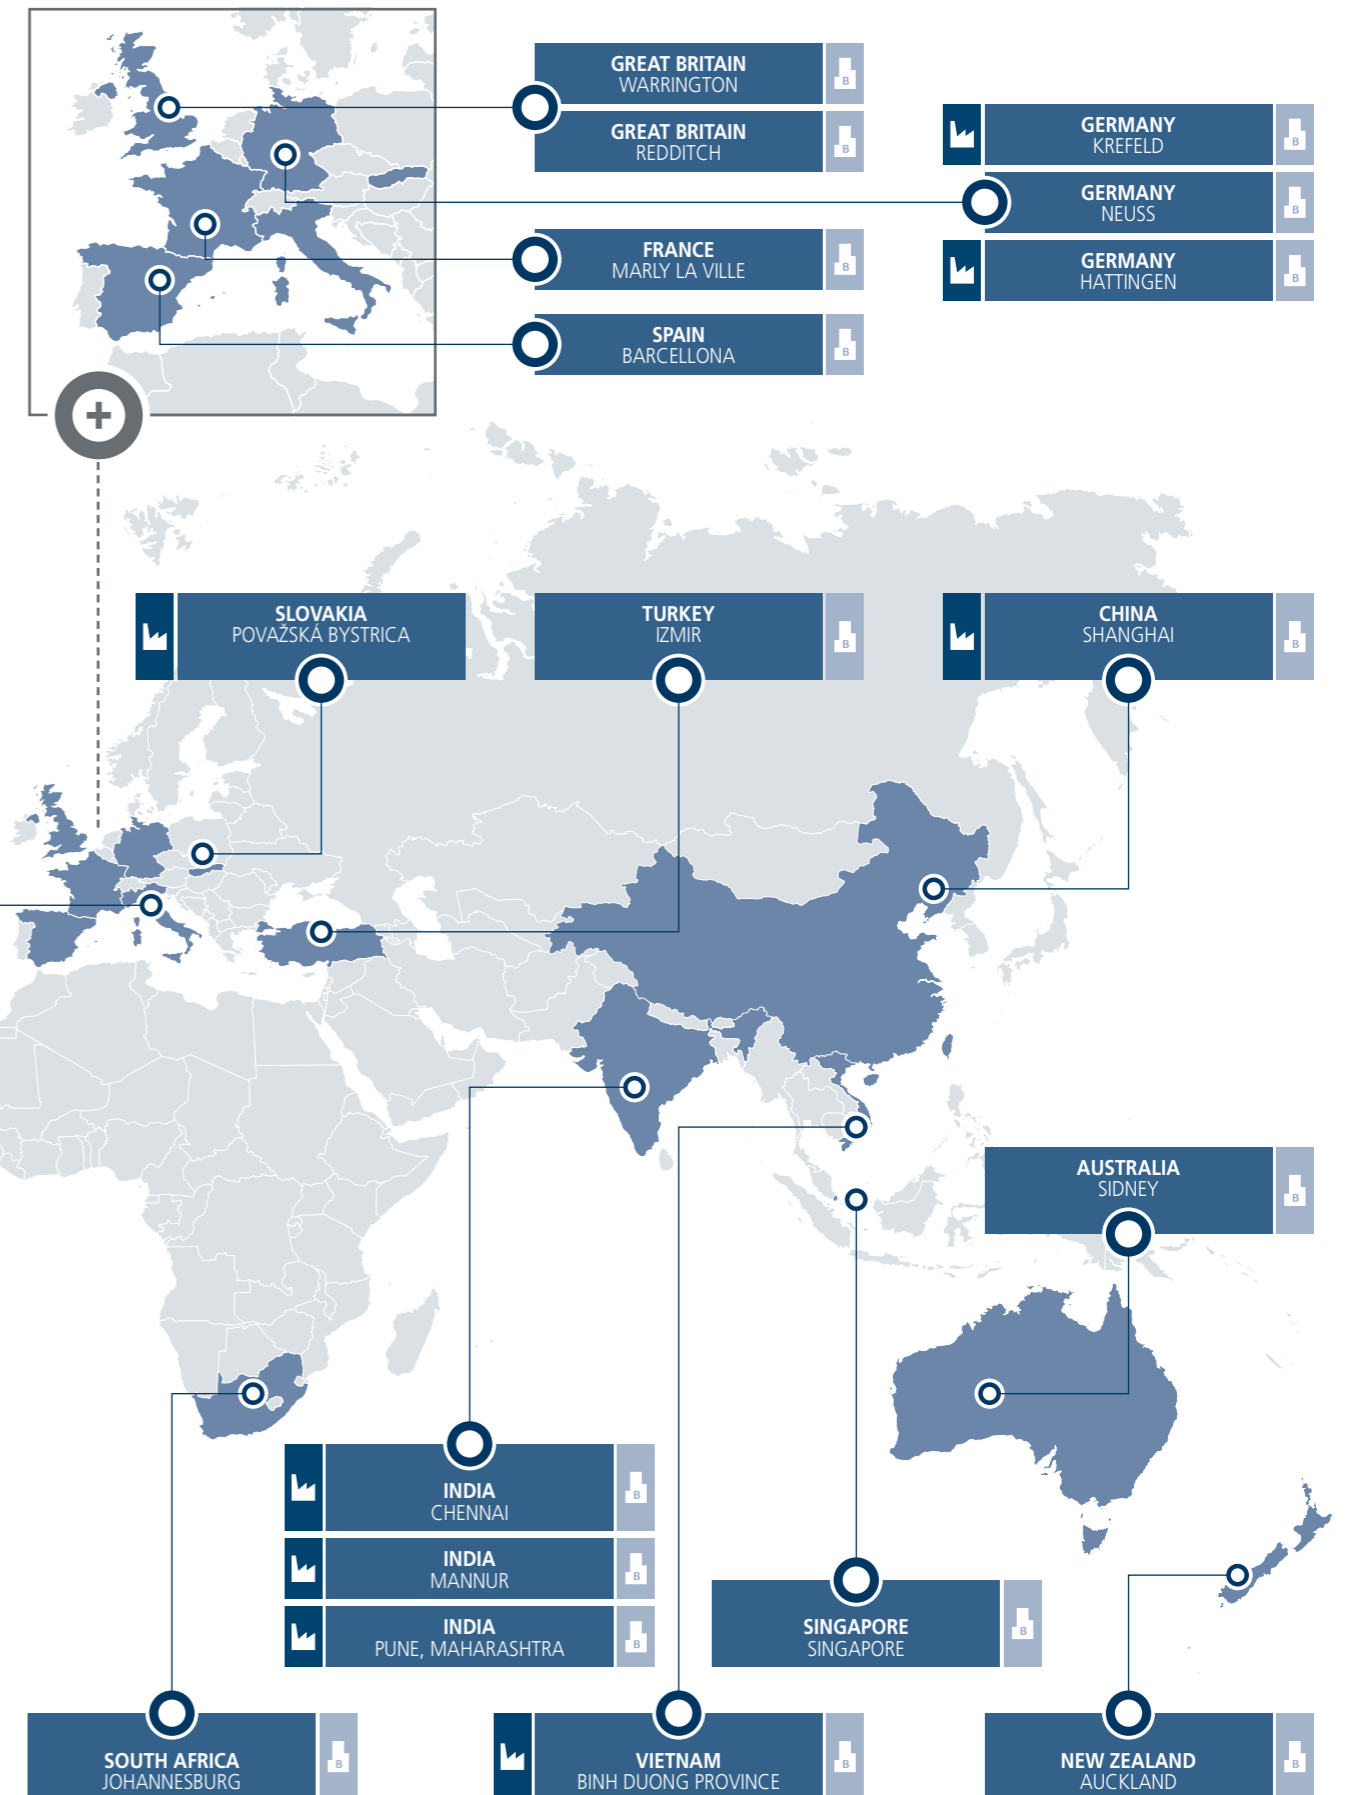 GREAT BRITAIN
WARRINGTON
B
GREAT BRITAIN
REDDITCH
B
GERMANY
KREFELD
B
GERMANY
NEUSS
B
GERMANY
HATTINGEN
B
FRANCE
MARLY LA VILLE
B
SPAIN
BARCELLONA
B
+
SLOVAKIA
POVAŽSKÁ BYSTRICA
TURKEY
IZMIR
B
CHINA
SHANGHAI
B
AUSTRALIA
SIDNEY
B
INDIA
CHENNAI
B
INDIA
MANNUR
B
INDIA
PUNE, MAHARASHTRA
B
SINGAPORE
SINGAPORE
B
SOUTH AFRICA
JOHANNESBURG
B
VIETNAM
BINH DUONG PROVINCE
B
NEW ZEALAND
AUCKLAND
B